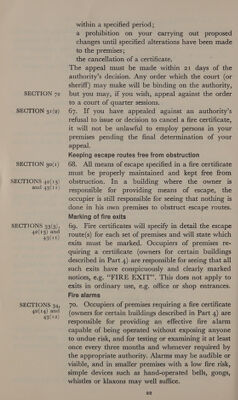 within a specified period;
a prohibition on your carrying out proposed
changes until specified alterations have been made
to the premises;
the cancellation of a certificate.
The appeal must be made within 21 days of the
authority's decision. Any order which the court (or
sheriff) may make will be binding on the authority,
SECTION 72 but you may, if you wish, appeal against the order
to a court of quarter sessions.
SECTION 31(2) 67. If you have appealed against an authority's
refusal to issue or decision to cancel a fire certificate,
it will not be unlawful to employ persons in your
premises pending the final determination of your
appeal.
Keeping escape routes free from obstruction
SECTION 30(1) 68. All means of escape specified in a fire certificate
must be properly maintained and kept free from
SECTIONS 42(13) obstruction. In a building where the owner is
and 43(11) responsible for providing means of escape, the
occupier is still responsible for seeing that nothing is
done in his own premises to obstruct escape routes.
Marking of fire exits
SECTIONS 33(3), 69. Fire certificates will specify in detail the escape
42(13) and route(s) for each set of premises and will state which
43(11) exits must be marked. Occupiers of premises re-
quiring a certificate (owners for certain buildings
described in Part 4) are responsible for seeing that all
such exits have conspicuously and clearly marked
notices, e.g. "FIRE EXIT". This does not apply to
exits in ordinary use, e.g. office or shop entrances.
Fire alarms
SECTIONS 34, 70. Occupiers of premises requiring a fire certificate
42(14) and (owners for certain buildings described in Part 4) are
43(12) responsible for providing an effective fire alarm
capable of being operated without exposing anyone
to undue risk, and for testing or examining it at least
once every three months and whenever required by
the appropriate authority. Alarms may be audible or
visible, and in smaller premises with a low fire risk,
simple devices such as hand-operated bells, gongs,
whistles or klaxons may well suffice.
22